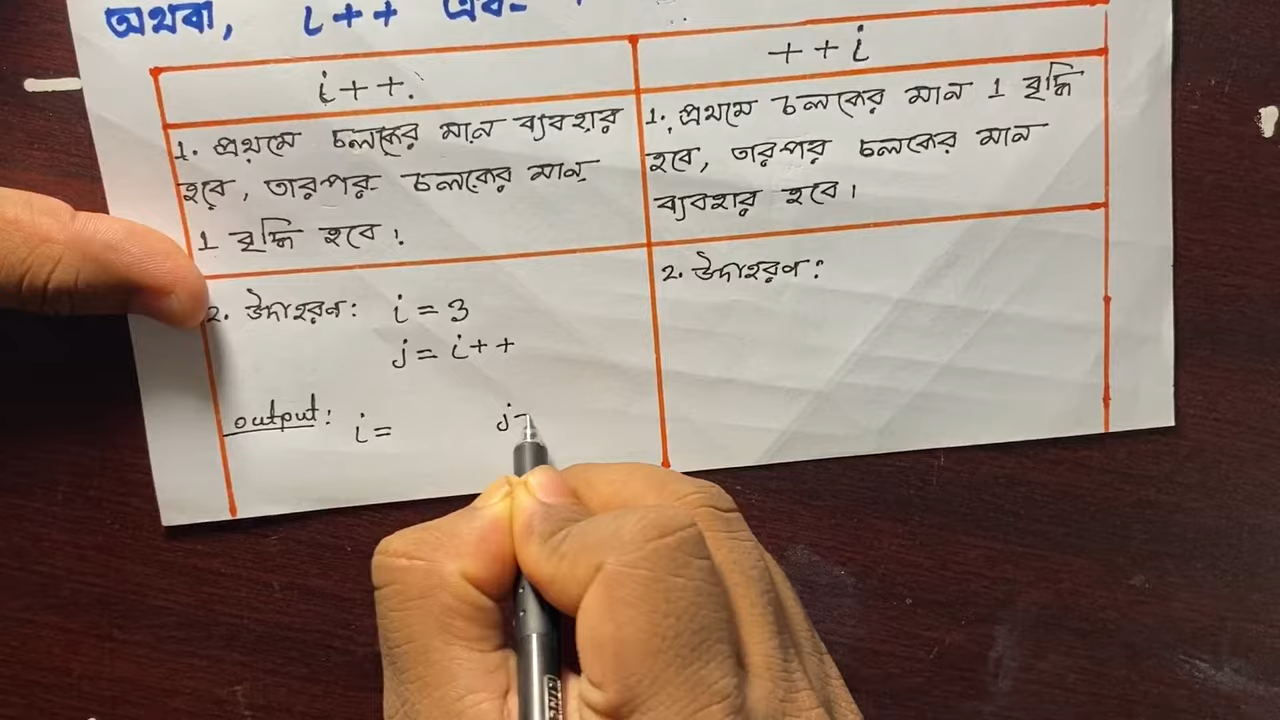 অথবা, i++ এবং
i++.
++i
1. প্রথমে চলকের মান ব্যবহার
হবে, তারপর চলকের মান
1 বৃদ্ধি হবে।
1. প্রথমে চলকের মান 1 বৃদ্ধি
হবে, তারপর চলকের মান
ব্যবহার হবে।
2. উদাহরণ: i = 3
j = i++
output: i= j=
2. উদাহরণ: